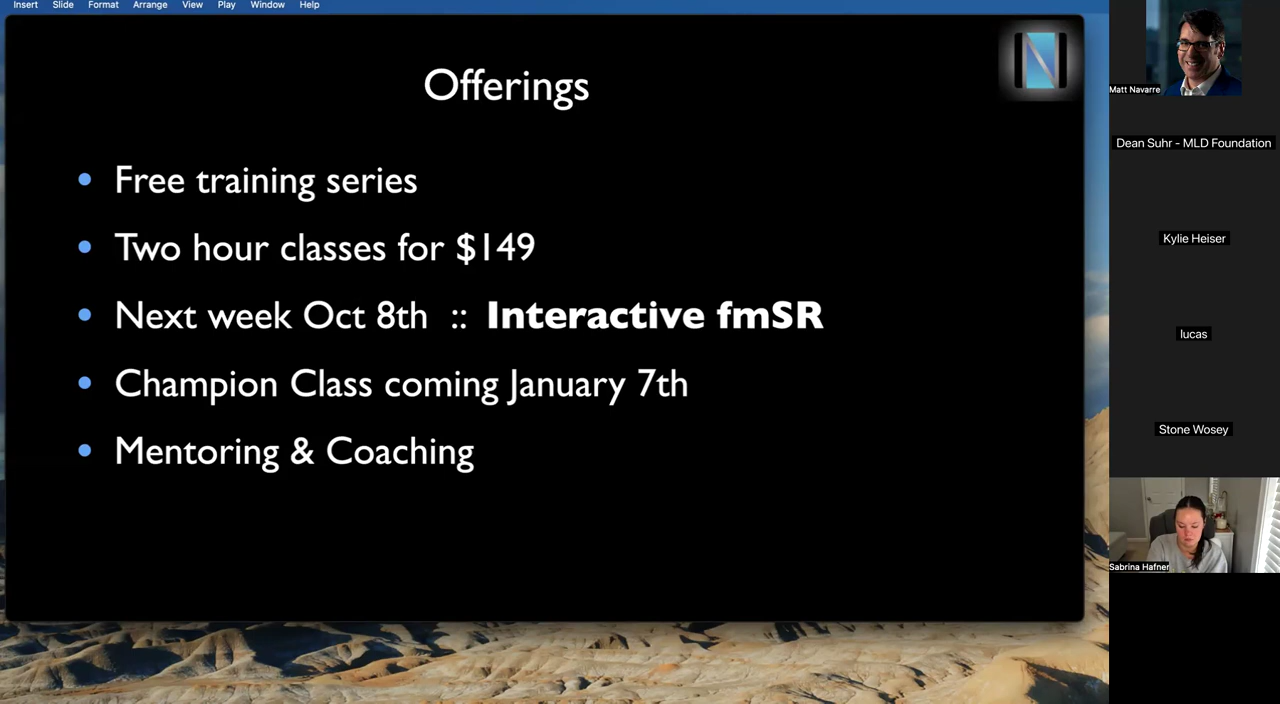 Insert Slide Format Arrange View Play Window Help
Offerings
Free training series
Two hour classes for $149
Next week Oct 8th :: Interactive fmSR
Champion Class coming January 7th
Mentoring & Coaching
N
Matt Navarre
Dean Suhr - MLD Foundation
Kylie Heiser
lucas
Stone Wosey
Sabrina Hafner